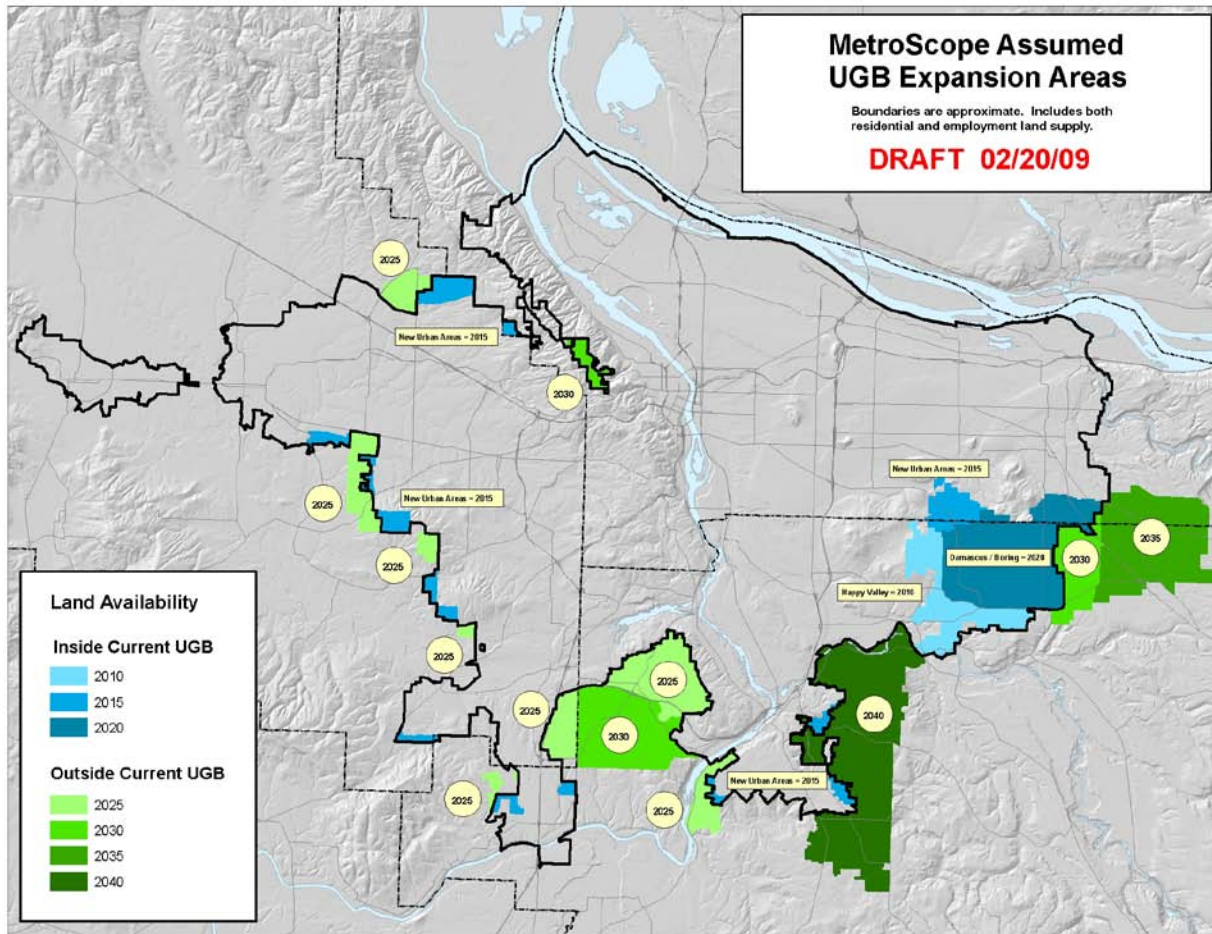 MetroScope Assumed
UGB Expansion Areas
Boundaries are approximate. Includes both
residential and employment land supply.
DRAFT 02/20/09
2025
New Urban Areas – 2015
2030
New Urban Areas – 2015
2025
New Urban Areas – 2015
2035
Damascus / Boring – 2020
2030
2025
Happy Valley – 2010
2025
2025
2025
2040
2030
New Urban Areas – 2015
2025
2025
Land Availability
Inside Current UGB
2010
2015
2020
Outside Current UGB
2025
2030
2035
2040